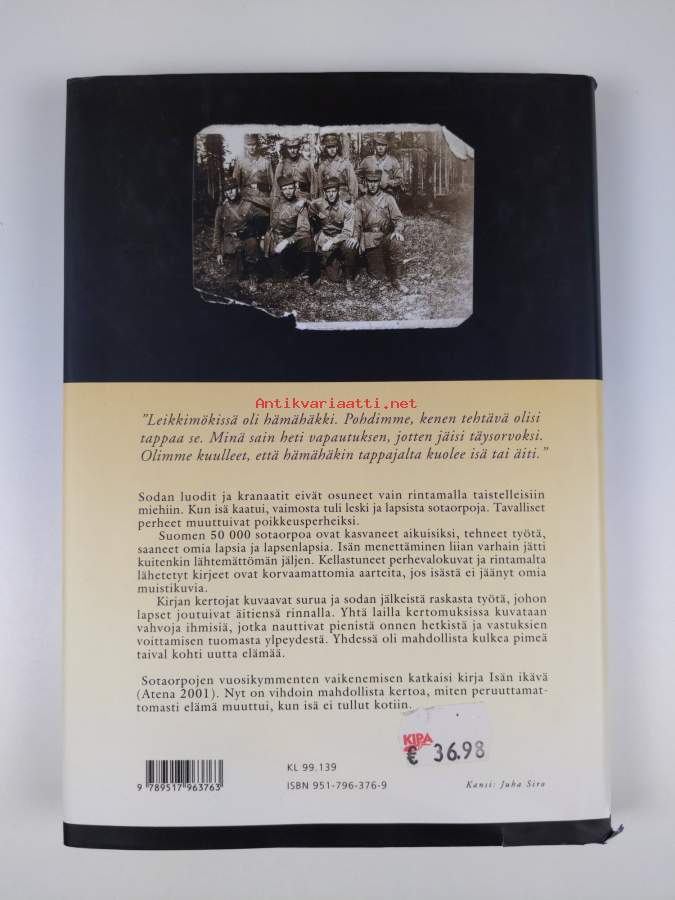 Antikvariaatti.net
"Leikkimökissä oli hämähäkki. Pohdimme, kenen tehtävä olisi
tappaa se. Minä sain heti vapautuksen, jotten jäisi täysorvoksi.
Olimme kuulleet, että hämähäkin tappajalta kuolee isä tai äiti."
Sodan luodit ja kranaatit eivät osuneet vain rintamalla taistelleisiin
miehiin. Kun isä kaatui, vaimosta tuli leski ja lapsista sotaorpoja. Tavalliset
perheet muuttuivat poikkeusperheiksi.
Suomen 50 000 sotaorpoa ovat kasvaneet aikuisiksi, tehneet työtä,
saaneet omia lapsia ja lapsenlapsia. Isän menettäminen liian varhain jätti
kuitenkin lähtemättömän jäljen. Kellastuneet perhevalokuvat ja rintamalta
lähetetyt kirjeet ovat korvaamattomia aarteita, jos isästä ei jäänyt omia
muistikuvia.
Kirjan kertojat kuvaavat surua ja sodan jälkeistä raskasta työtä, johon
lapset joutuivat äitiensä rinnalla. Yhtä lailla kertomuksissa kuvataan
vahvoja ihmisiä, jotka nauttivat pienistä onnen hetkistä ja vastuksien
voittamisen tuomasta ylpeydestä. Yhdessä oli mahdollista kulkea pimeä
taival kohti uutta elämää.
Sotaorpojen vuosikymmenten vaikenemisen katkaisi kirja Isän ikävä
(Atena 2001). Nyt on vihdoin mahdollista kertoa, miten peruuttamat-
tomasti elämä muuttui, kun isä ei tullut kotiin.
KIPA
€ 36.98
KL 99.139
ISBN 951-796-376-9
Kansi: Juha Siro
9 789517 963763